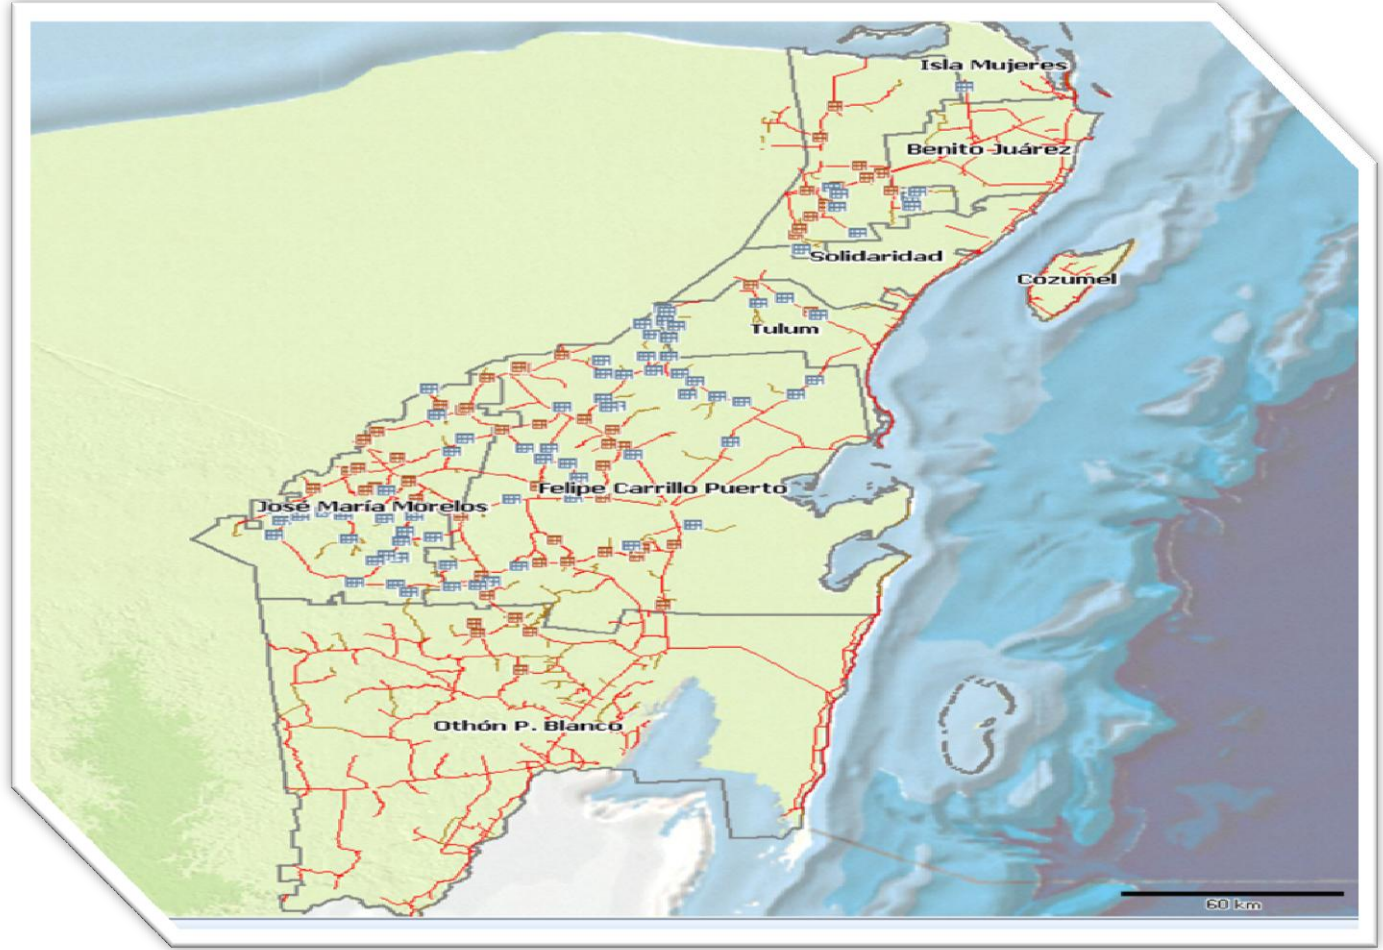 Isla Mujeres
Benito Juárez
Solidaridad
Cozumel
Tulum
Felipe Carrillo Puerto
José María Morelos
Othón P. Blanco
60 km